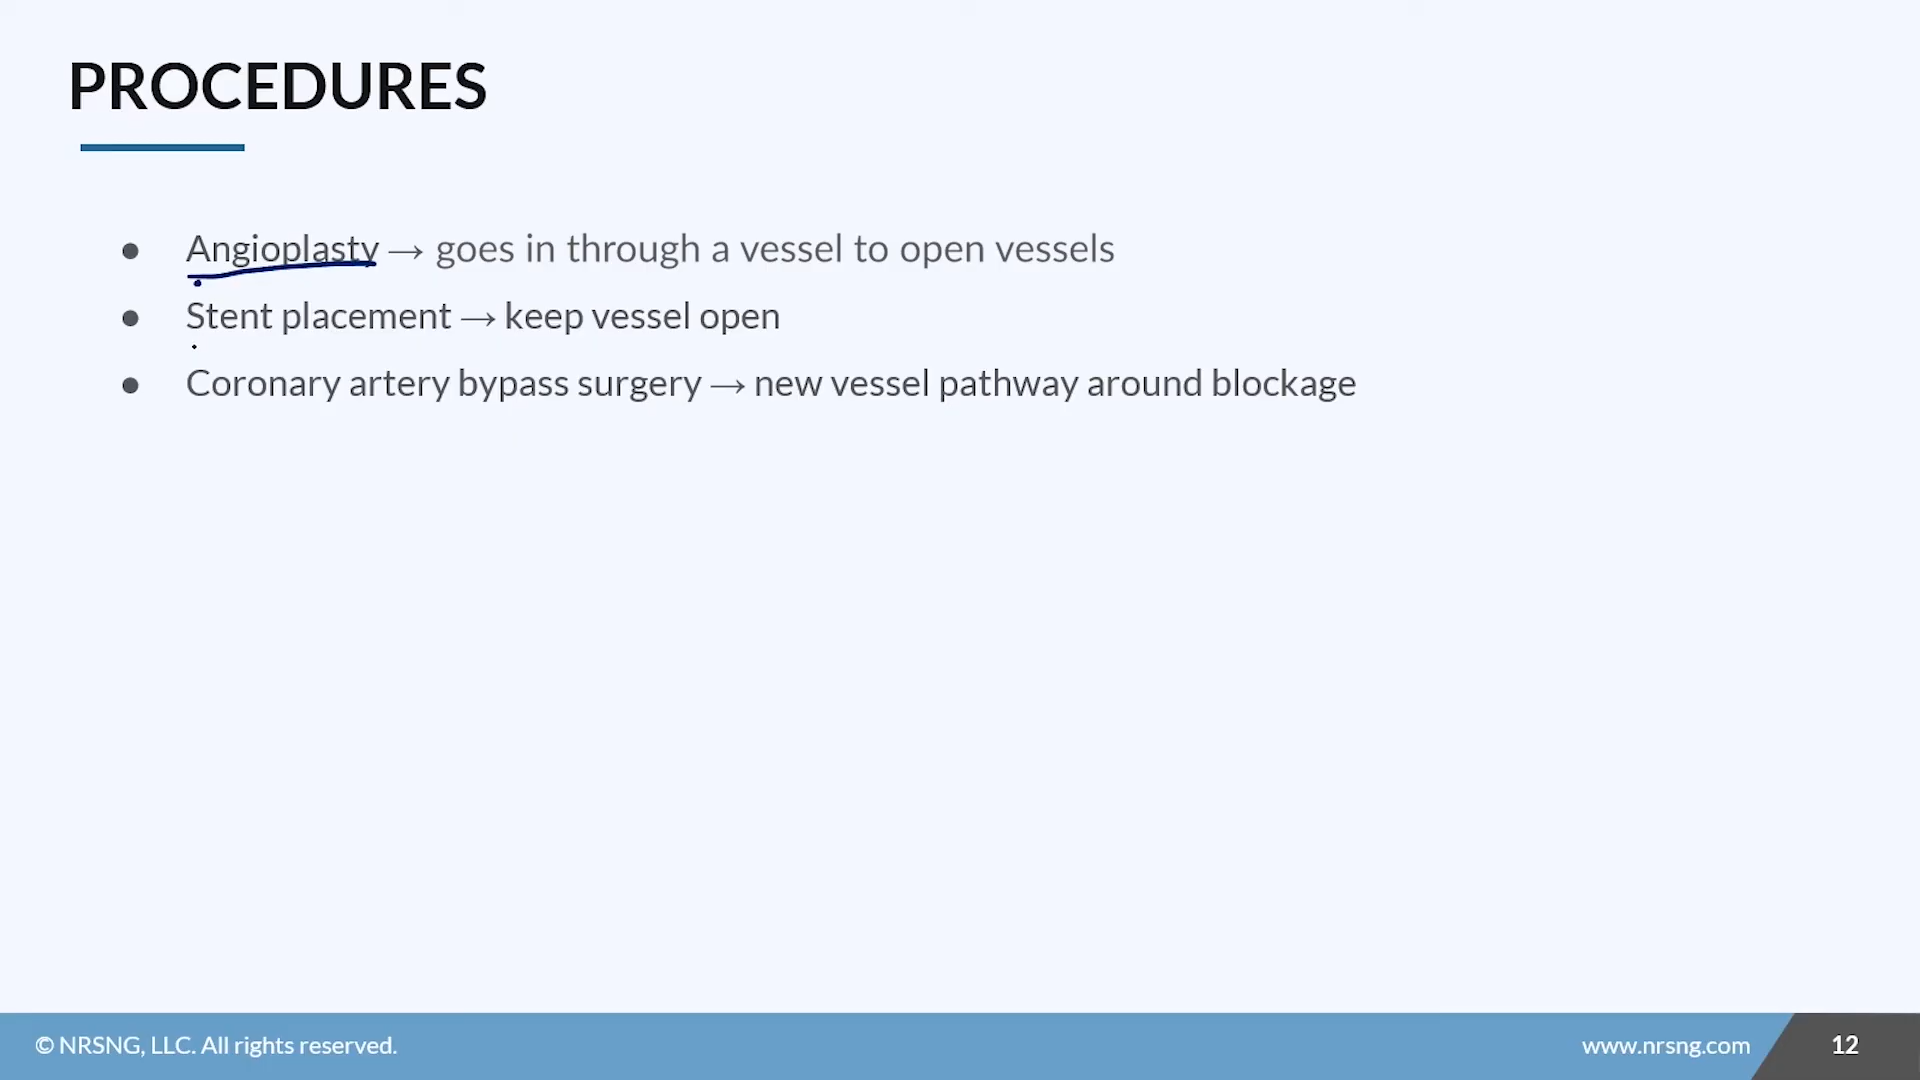 PROCEDURES
● Angioplasty → goes in through a vessel to open vessels
● Stent placement → keep vessel open
● Coronary artery bypass surgery → new vessel pathway around blockage
© NRSNG, LLC. All rights reserved. www.nrsng.com 12